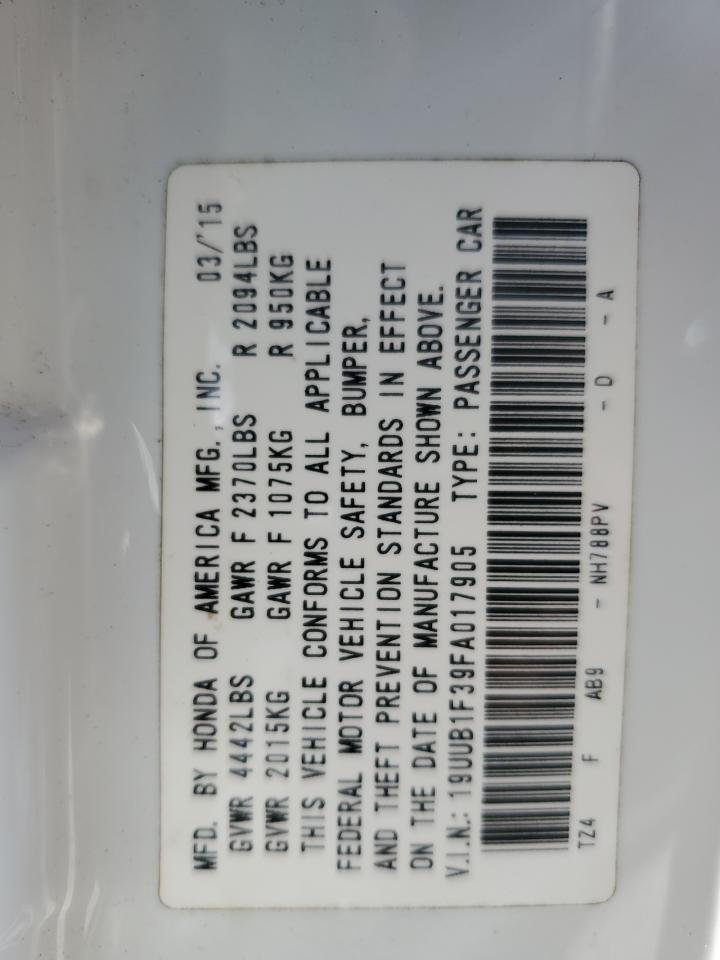 MFD. BY HONDA OF AMERICA MFG., INC. 03/'15
GVWR 4442LBS GAWR F 2370LBS R 2094LBS
GVWR 2015KG GAWR F 1075KG R 950KG
THIS VEHICLE CONFORMS TO ALL APPLICABLE
FEDERAL MOTOR VEHICLE SAFETY, BUMPER,
AND THEFT PREVENTION STANDARDS IN EFFECT
ON THE DATE OF MANUFACTURE SHOWN ABOVE.
V.I.N.: 19UUB1F39FA017905 TYPE: PASSENGER CAR
TZ4 F AB9 - NH788PV - D - A